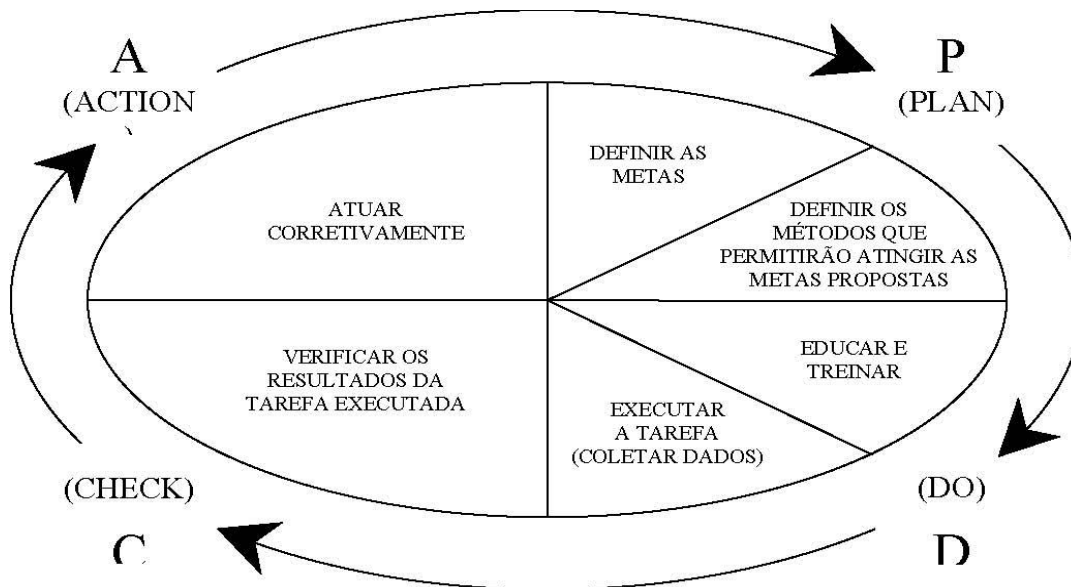 A
(ACTION
)
P
(PLAN)
DEFINIR AS
METAS
DEFINIR OS
MÉTODOS QUE
PERMITIRÃO ATINGIR AS
METAS PROPOSTAS
ATUAR
CORRETIVAMENTE
EDUCAR E
TREINAR
VERIFICAR OS
RESULTADOS DA
TAREFA EXECUTADA
EXECUTAR
A TAREFA
(COLETAR DADOS)
(CHECK)
C
(DO)
D